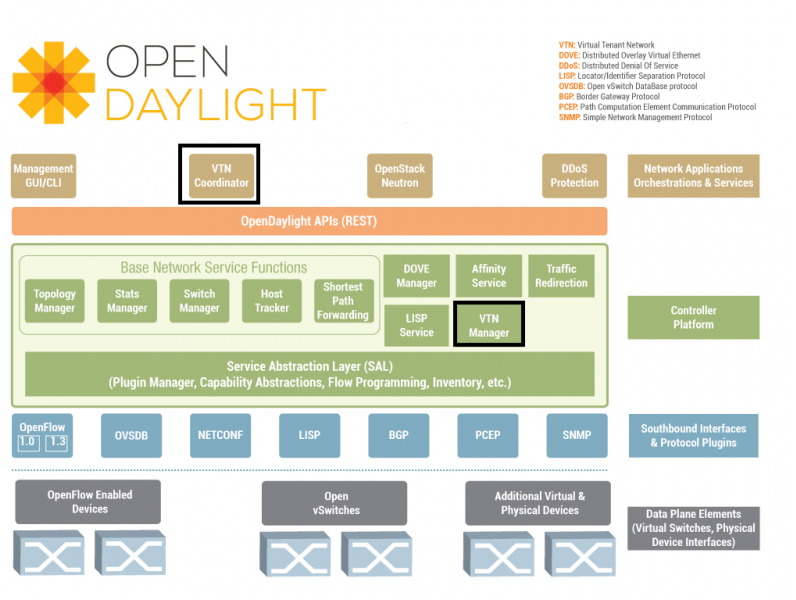 OPEN
DAYLIGHT
VTN: Virtual Tenant Network
DOVE: Distributed Overlay Virtual Ethernet
DDoS: Distributed Denial Of Service
LISP: Locator/Identifier Separation Protocol
OVSDB: Open vSwitch DataBase protocol
BGP: Border Gateway Protocol
PCEP: Path Computation Element Communication Protocol
SNMP: Simple Network Management Protocol
Management
GUI/CLI
VTN
Coordinator
OpenStack
Neutron
DDoS
Protection
Network Applications
Orchestrations & Services
OpenDaylight APIs (REST)
Base Network Service Functions
Topology
Manager
Stats
Manager
Switch
Manager
Host
Tracker
Shortest
Path
Forwarding
DOVE
Manager
Affinity
Service
Traffic
Redirection
LISP
Service
VTN
Manager
Controller
Platform
Service Abstraction Layer (SAL)
(Plugin Manager, Capability Abstractions, Flow Programming, Inventory, etc.)
OpenFlow
1.0 1.3
OVSDB
NETCONF
LISP
BGP
PCEP
SNMP
Southbound Interfaces
& Protocol Plugins
OpenFlow Enabled
Devices
Open
vSwitches
Additional Virtual &
Physical Devices
Data Plane Elements
(Virtual Switches, Physical
Device Interfaces)